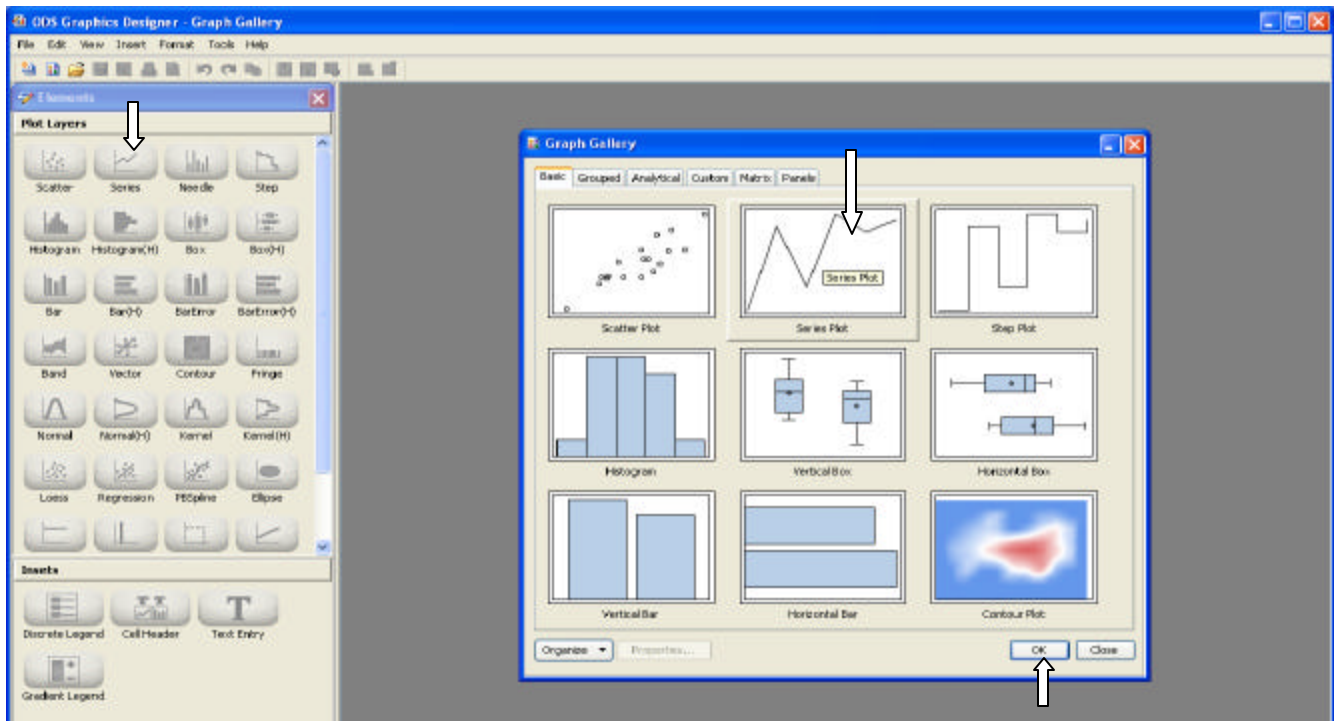 ODS Graphics Designer - Graph Gallery
File Edit View Insert Format Tools Help
Elements
Plot Layers
Scatter Series Needle Step
Histogram Histogram(H) Box Box(H)
Bar Bar(H) BarError BarError(H)
Band Vector Contour Fringe
Normal Normal(H) Kernel Kernel(H)
Loess Regression PBSpline Ellipse
Insets
Discrete Legend Cell Header Text Entry
Gradient Legend
Graph Gallery
Basic Grouped Analytical Custom Matrix Panels
Series Plot
Scatter Plot Series Plot Step Plot
Histogram Vertical Box Horizontal Box
Vertical Bar Horizontal Bar Contour Plot
Organize Properties... OK Close